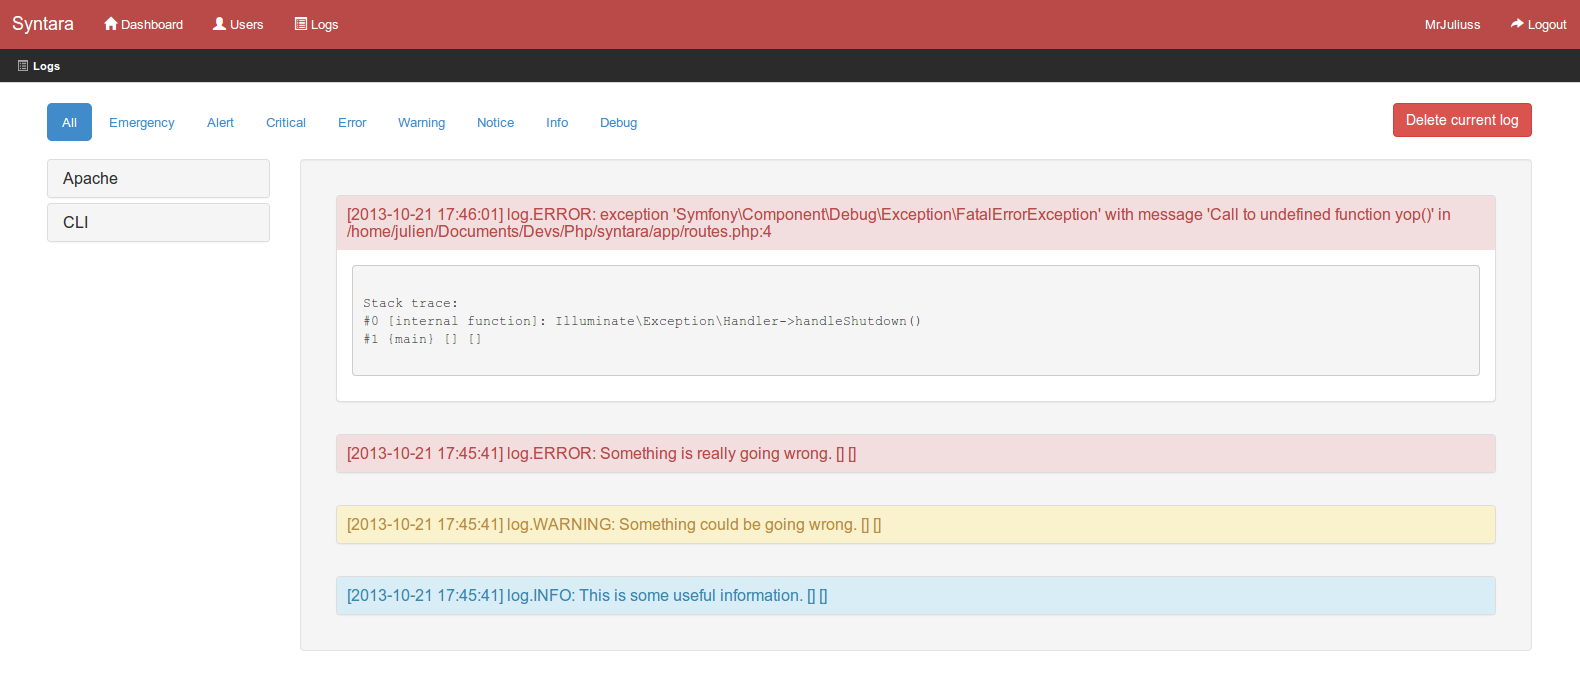 Syntara Dashboard Users Logs MrJuliuss Logout
Logs
All Emergency Alert Critical Error Warning Notice Info Debug Delete current log
Apache
CLI
[2013-10-21 17:46:01] log.ERROR: exception 'Symfony\Component\Debug\Exception\FatalErrorException' with message 'Call to undefined function yop()' in
/home/julien/Documents/Devs/Php/syntara/app/routes.php:4
Stack trace:
#0 [internal function]: Illuminate\Exception\Handler->handleShutdown()
#1 {main} [] []
[2013-10-21 17:45:41] log.ERROR: Something is really going wrong. [] []
[2013-10-21 17:45:41] log.WARNING: Something could be going wrong. [] []
[2013-10-21 17:45:41] log.INFO: This is some useful information. [] []